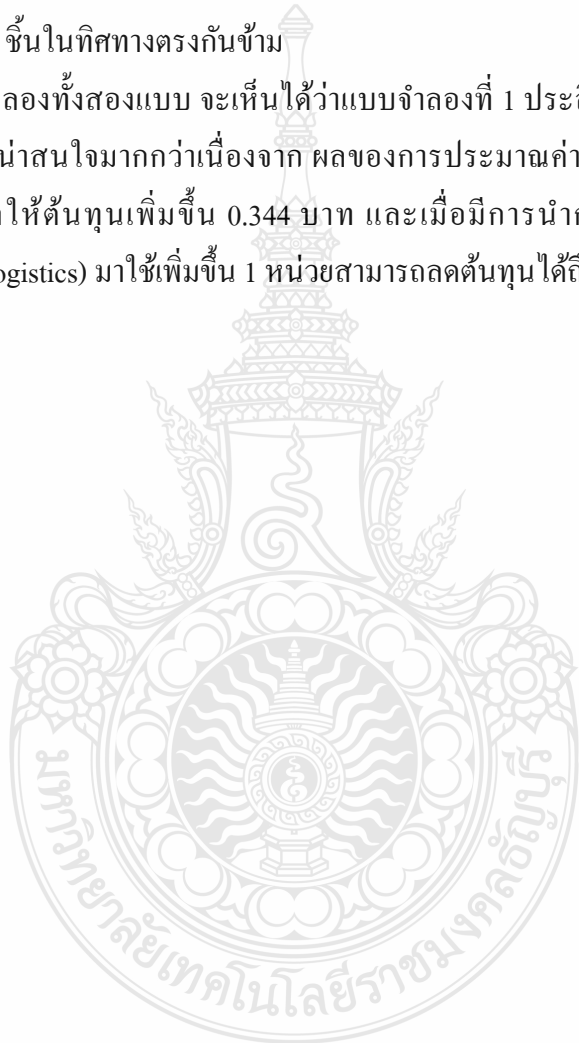 ชิ้นในทิศทางตรงกันข้าม
ลองทั้งสองแบบ จะเห็นได้ว่าแบบจำลองที่ 1
น่าสนใจมากกว่าเนื่องจาก ผลของการประมาณค่า
ให้ต้นทุนเพิ่มขึ้น 0.344 บาท และเมื่อมีการ
ogistics) มาใช้เพิ่มขึ้น 1 หน่วยสามารถลดต้นทุนได้
มหาวิทยาลัยเทคโนโลยีราชมงคลธัญบุรี